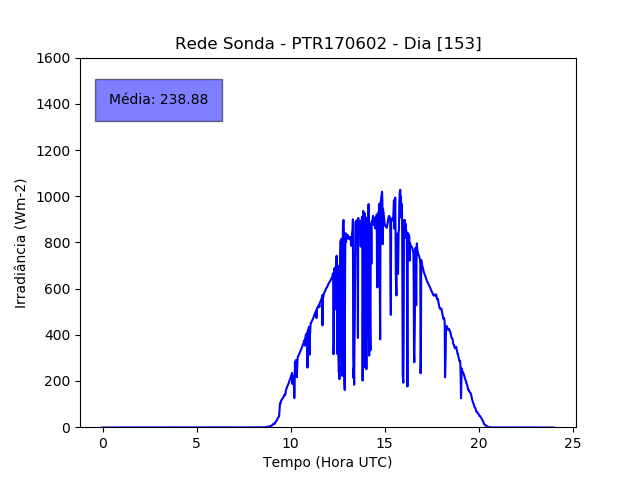 Rede Sonda - PTR170602 - Dia [153]
1600
1400
1200
1000
800
600
400
200
0
Média: 238.88
Irradiância (Wm-2)
0 5 10 15 20 25
Tempo (Hora UTC)